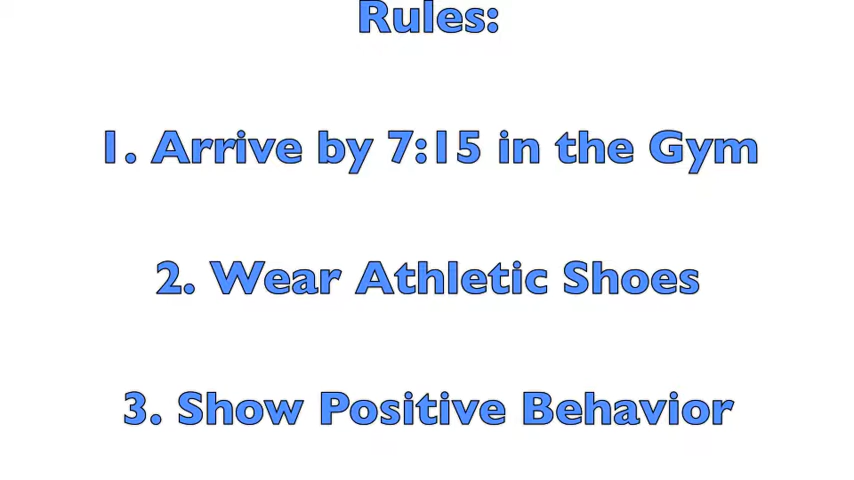 Rules:
1. Arrive by 7:15 in the Gym
2. Wear Athletic Shoes
3. Show Positive Behavior